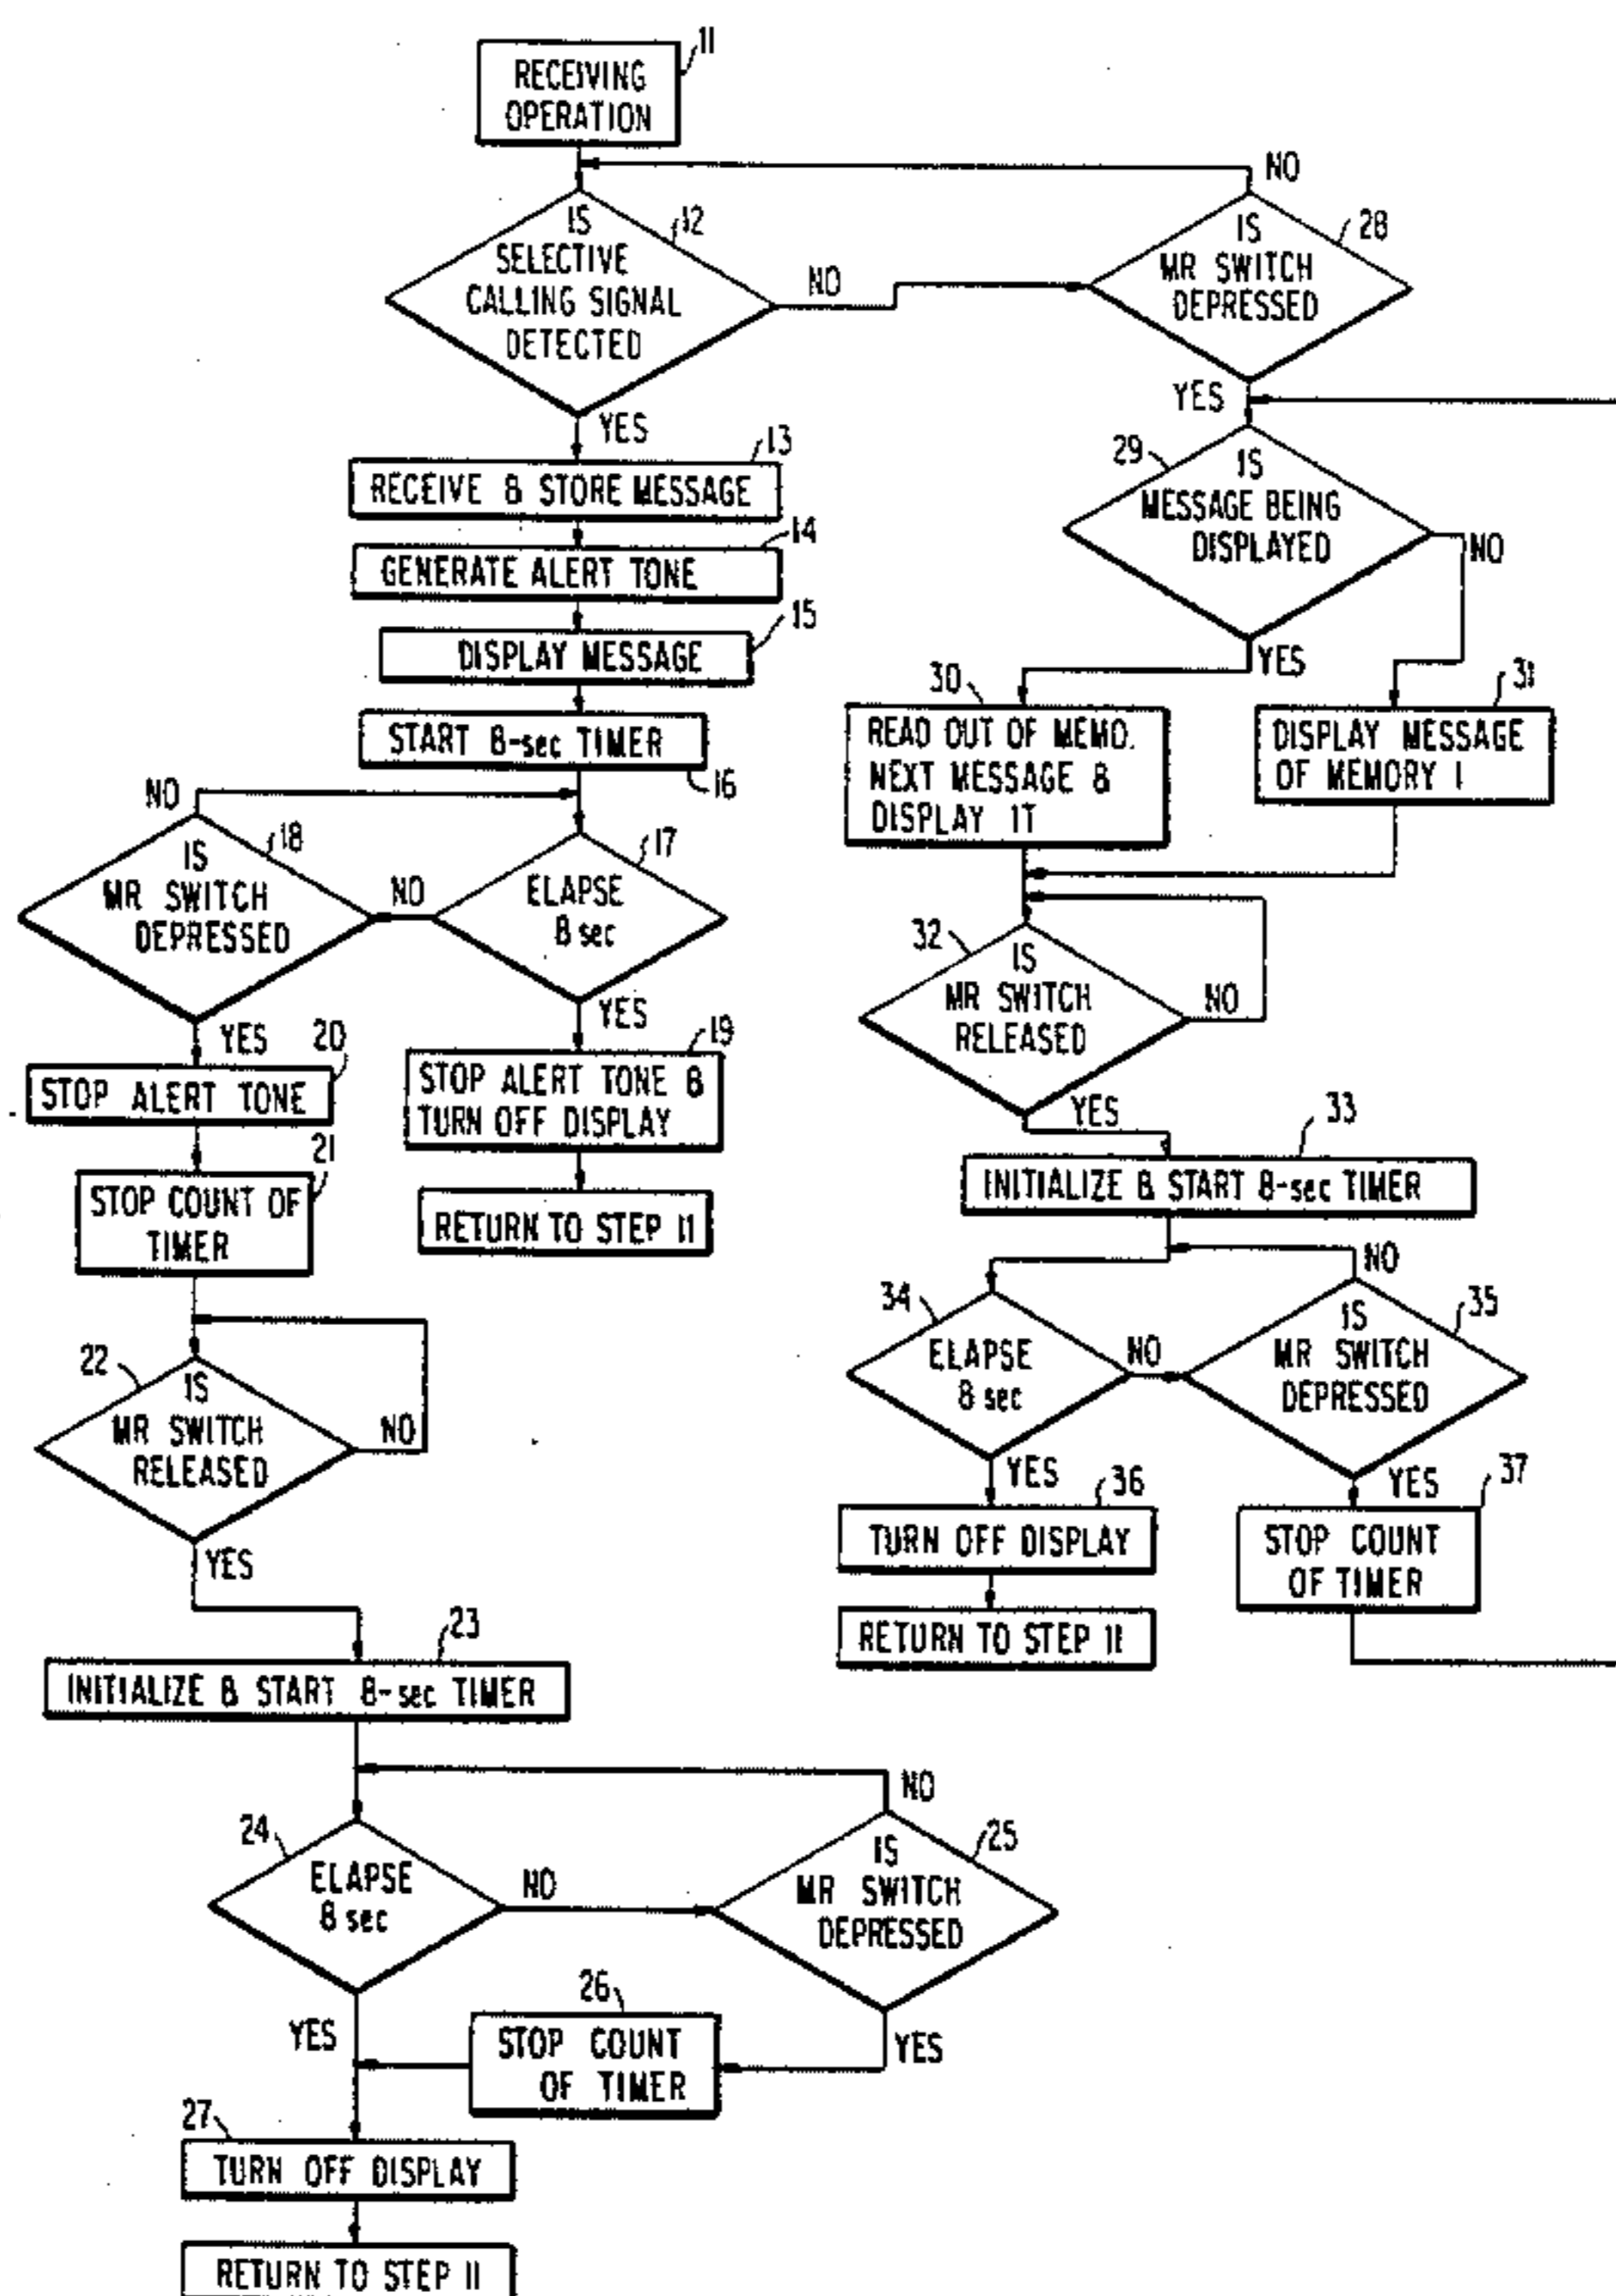 11
RECEIVING
OPERATION
NO
12
IS
SELECTIVE
CALLING SIGNAL
DETECTED
NO
28
IS
MR SWITCH
DEPRESSED
YES
YES
13
RECEIVE & STORE MESSAGE
14
GENERATE ALERT TONE
15
DISPLAY MESSAGE
START 8-sec TIMER
16
29
IS
MESSAGE BEING
DISPLAYED
NO
YES
30
READ OUT OF MEMO.
NEXT MESSAGE &
DISPLAY IT
31
DISPLAY MESSAGE
OF MEMORY 1
NO
18
IS
MR SWITCH
DEPRESSED
NO
17
ELAPSE
8 sec
YES
YES
20
STOP ALERT TONE
19
STOP ALERT TONE &
TURN OFF DISPLAY
21
STOP COUNT OF
TIMER
RETURN TO STEP 11
32
IS
MR SWITCH
RELEASED
NO
YES
33
INITIALIZE & START 8-sec TIMER
22
IS
MR SWITCH
RELEASED
NO
YES
34
ELAPSE
8 sec
NO
NO
35
IS
MR SWITCH
DEPRESSED
YES
36
TURN OFF DISPLAY
YES
37
STOP COUNT
OF TIMER
RETURN TO STEP 11
23
INITIALIZE & START 8-sec TIMER
24
ELAPSE
8 sec
NO
NO
25
IS
MR SWITCH
DEPRESSED
YES
26
STOP COUNT
OF TIMER
YES
27
TURN OFF DISPLAY
RETURN TO STEP 11